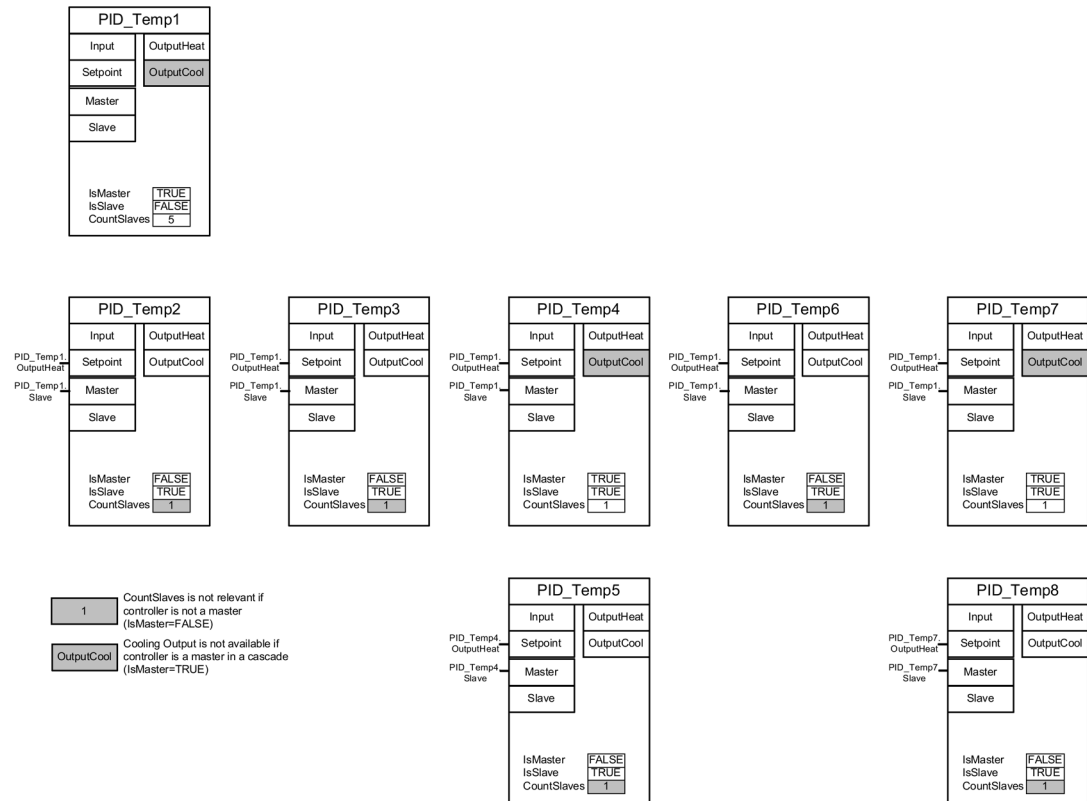 PID_Temp1
Input OutputHeat
Setpoint OutputCool
Master
Slave
IsMaster TRUE
IsSlave FALSE
CountSlaves 5
PID_Temp2
Input OutputHeat
PID_Temp1.
OutputHeat
Setpoint OutputCool
PID_Temp1.
Slave
Master
Slave
IsMaster FALSE
IsSlave TRUE
CountSlaves 1
PID_Temp3
Input OutputHeat
PID_Temp1.
OutputHeat
Setpoint OutputCool
PID_Temp1.
Slave
Master
Slave
IsMaster FALSE
IsSlave TRUE
CountSlaves 1
PID_Temp4
Input OutputHeat
PID_Temp1.
OutputHeat
Setpoint OutputCool
PID_Temp1.
Slave
Master
Slave
IsMaster TRUE
IsSlave TRUE
CountSlaves 1
PID_Temp6
Input OutputHeat
PID_Temp1.
OutputHeat
Setpoint OutputCool
PID_Temp1.
Slave
Master
Slave
IsMaster FALSE
IsSlave TRUE
CountSlaves 1
PID_Temp7
Input OutputHeat
PID_Temp1.
OutputHeat
Setpoint OutputCool
PID_Temp1.
Slave
Master
Slave
IsMaster TRUE
IsSlave TRUE
CountSlaves 1
1
CountSlaves is not relevant if
controller is not a master
(IsMaster=FALSE)
OutputCool
Cooling Output is not available if
controller is a master in a cascade
(IsMaster=TRUE)
PID_Temp5
Input OutputHeat
PID_Temp4.
OutputHeat
Setpoint OutputCool
PID_Temp4
Slave
Master
Slave
IsMaster FALSE
IsSlave TRUE
CountSlaves 1
PID_Temp8
Input OutputHeat
PID_Temp7.
OutputHeat
Setpoint OutputCool
PID_Temp7
Slave
Master
Slave
IsMaster FALSE
IsSlave TRUE
CountSlaves 1